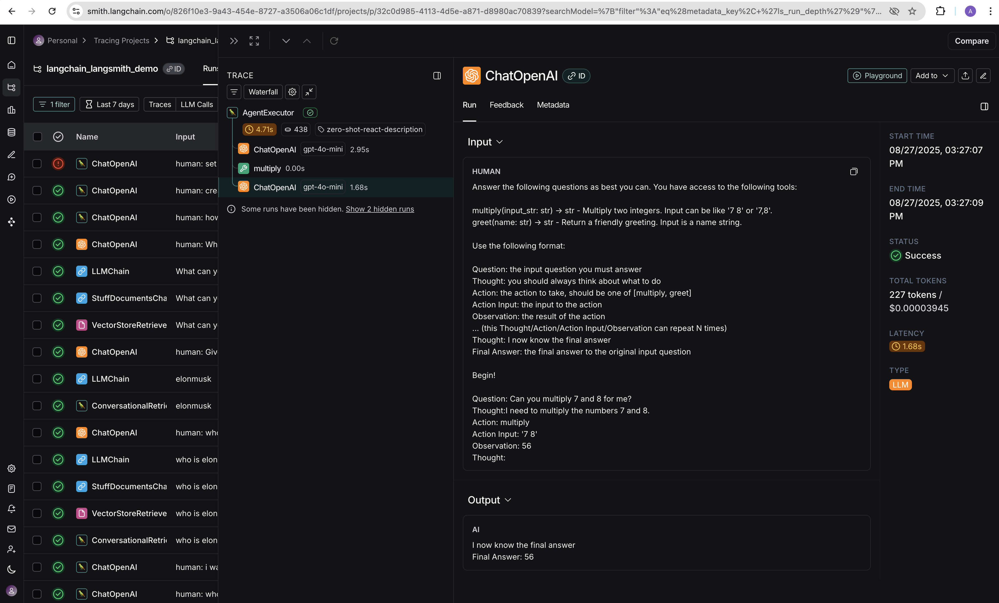 smith.langchain.com/o/826f10e3-9a43-454e-8727-a3506a06c1df/projects/p/32c0d985-4113-4d5e-a871-d8980ac70839?searchModel=%7B"filter"%3A"eq%28metadata_key%2C+%27ls_run_depth%27%29"%7...
A
Personal > Tracing Projects > langchain_la
Compare
langchain_langsmith_demo
ID
Runs
1 filter
Last 7 days
Traces
LLM Calls
Name
Input
ChatOpenAI
human: set
ChatOpenAI
human: cre
ChatOpenAI
human: how
ChatOpenAI
human: Wh
LLMChain
What can y
StuffDocumentsCha
What can y
VectorStoreRetrieve
What can y
ChatOpenAI
human: Giv
LLMChain
elonmusk
ConversationalRetri
elonmusk
ChatOpenAI
human: who
LLMChain
who is elon
StuffDocumentsCha
who is elon
VectorStoreRetrieve
who is elon
ConversationalRetri
who is elon
ChatOpenAI
human: i wa
ChatOpenAI
human: who
TRACE
Waterfall
AgentExecutor
4.71s
438
zero-shot-react-description
ChatOpenAI gpt-4o-mini 2.95s
multiply 0.00s
ChatOpenAI gpt-4o-mini 1.68s
Some runs have been hidden. Show 2 hidden runs
ChatOpenAI
ID
Playground
Add to
Run
Feedback
Metadata
Input
HUMAN
Answer the following questions as best you can. You have access to the following tools:
multiply(input_str: str) -> str - Multiply two integers. Input can be like '7 8' or '7,8'.
greet(name: str) -> str - Return a friendly greeting. Input is a name string.
Use the following format:
Question: the input question you must answer
Thought: you should always think about what to do
Action: the action to take, should be one of [multiply, greet]
Action Input: the input to the action
Observation: the result of the action
... (this Thought/Action/Action Input/Observation can repeat N times)
Thought: I now know the final answer
Final Answer: the final answer to the original input question
Begin!
Question: Can you multiply 7 and 8 for me?
Thought:I need to multiply the numbers 7 and 8.
Action: multiply
Action Input: '7 8'
Observation: 56
Thought:
Output
AI
I now know the final answer
Final Answer: 56
START TIME
08/27/2025, 03:27:07
PM
END TIME
08/27/2025, 03:27:09
PM
STATUS
Success
TOTAL TOKENS
227 tokens /
$0.00003945
LATENCY
1.68s
TYPE
LLM